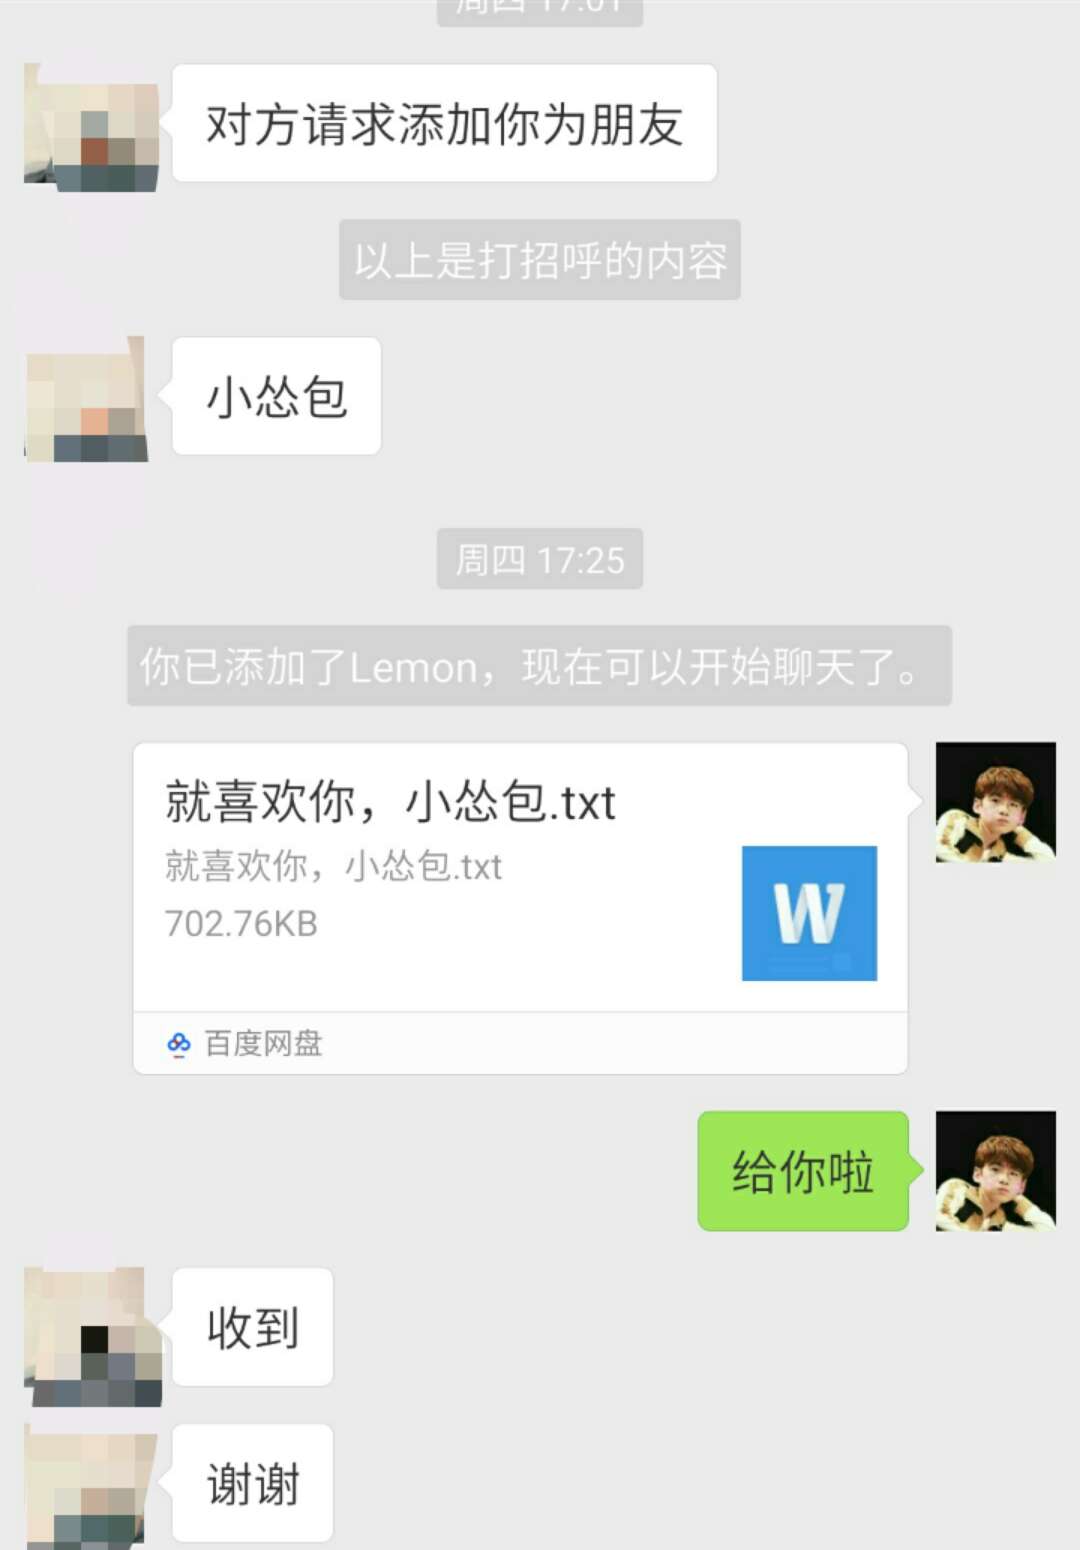 周四 17:01
对方请求添加你为朋友
以上是打招呼的内容
小怂包
周四 17:25
你已添加了Lemon，现在可以开始聊天了。
就喜欢你，小怂包.txt
就喜欢你，小怂包.txt
702.76KB
W
百度网盘
给你啦
收到
谢谢